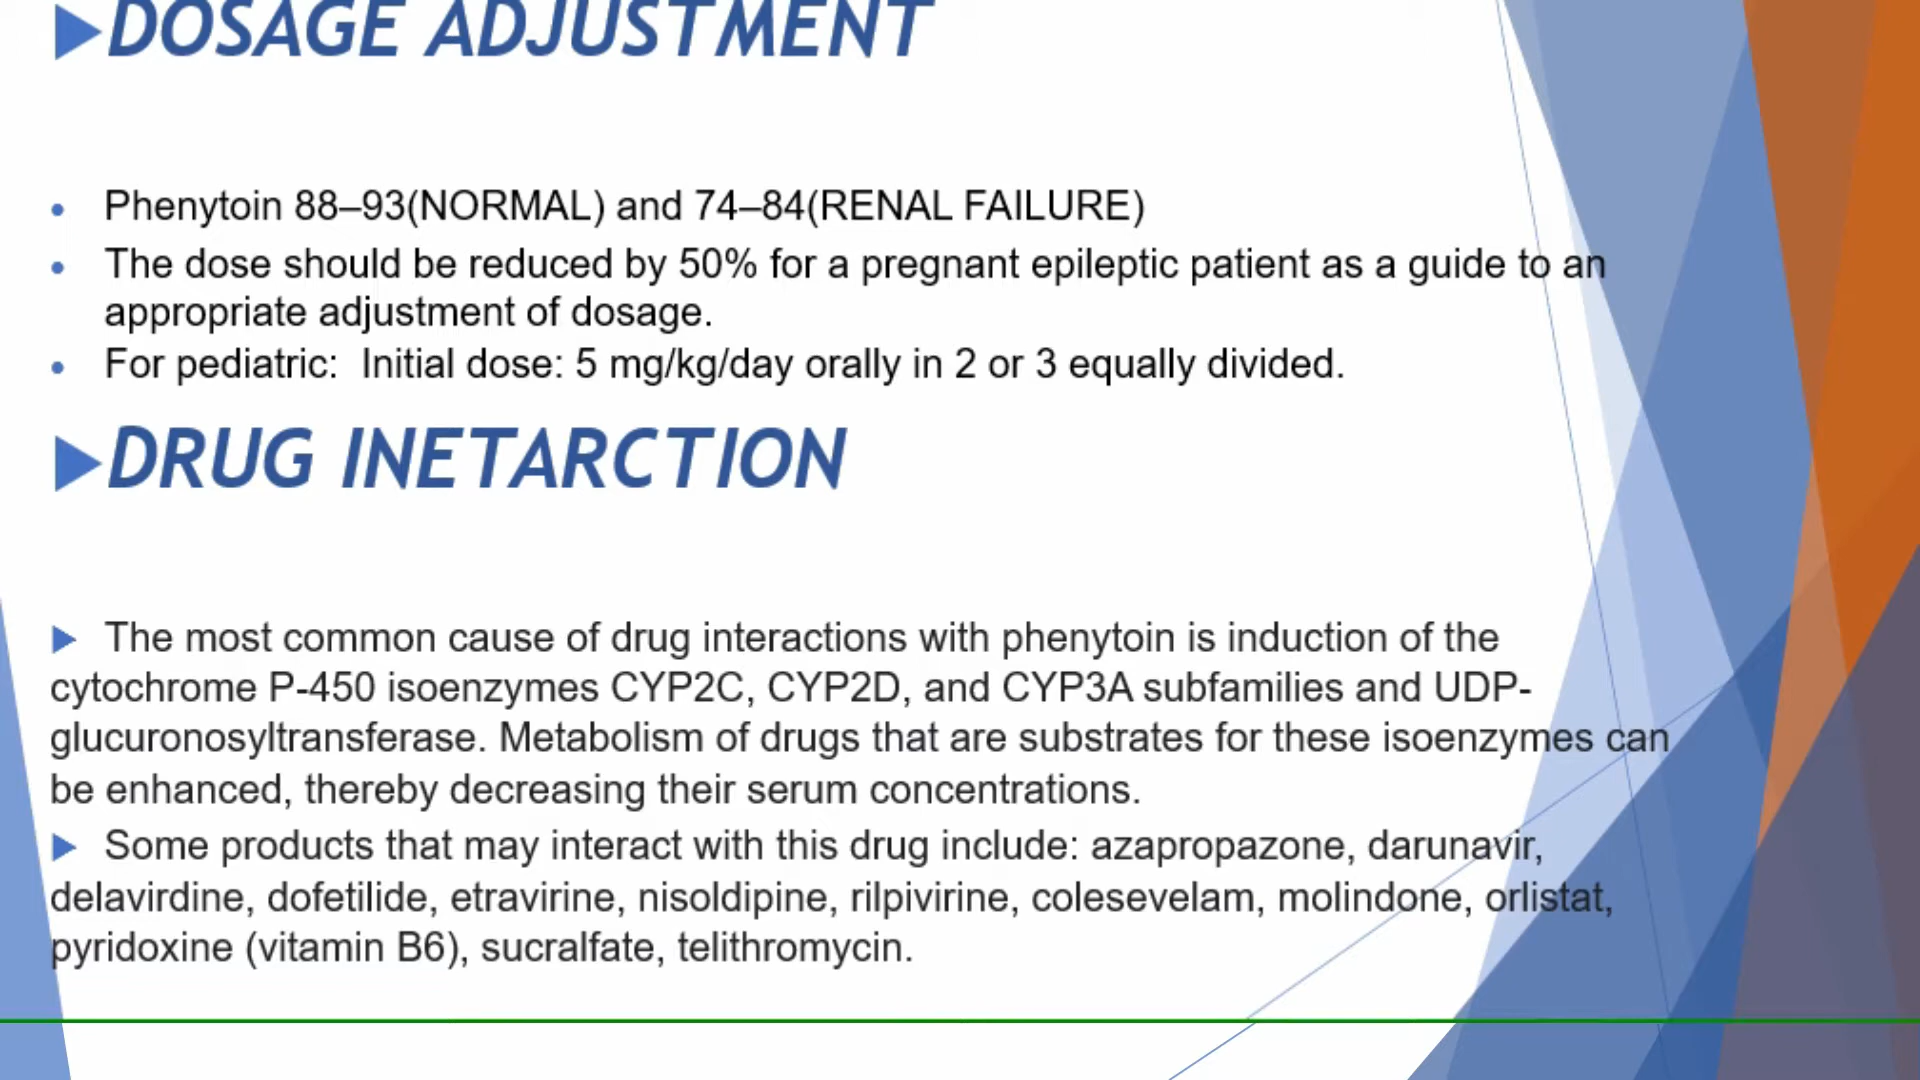 DOSAGE ADJUSTMENT
Phenytoin 88–93(NORMAL) and 74–84(RENAL FAILURE)
The dose should be reduced by 50% for a pregnant epileptic patient as a guide to an
appropriate adjustment of dosage.
For pediatric:  Initial dose: 5 mg/kg/day orally in 2 or 3 equally divided.
DRUG INETARCTION
The most common cause of drug interactions with phenytoin is induction of the
cytochrome P-450 isoenzymes CYP2C, CYP2D, and CYP3A subfamilies and UDP-
glucuronosyltransferase. Metabolism of drugs that are substrates for these isoenzymes can
be enhanced, thereby decreasing their serum concentrations.
Some products that may interact with this drug include: azapropazone, darunavir,
delavirdine, dofetilide, etravirine, nisoldipine, rilpivirine, colesevelam, molindone, orlistat,
pyridoxine (vitamin B6), sucralfate, telithromycin.